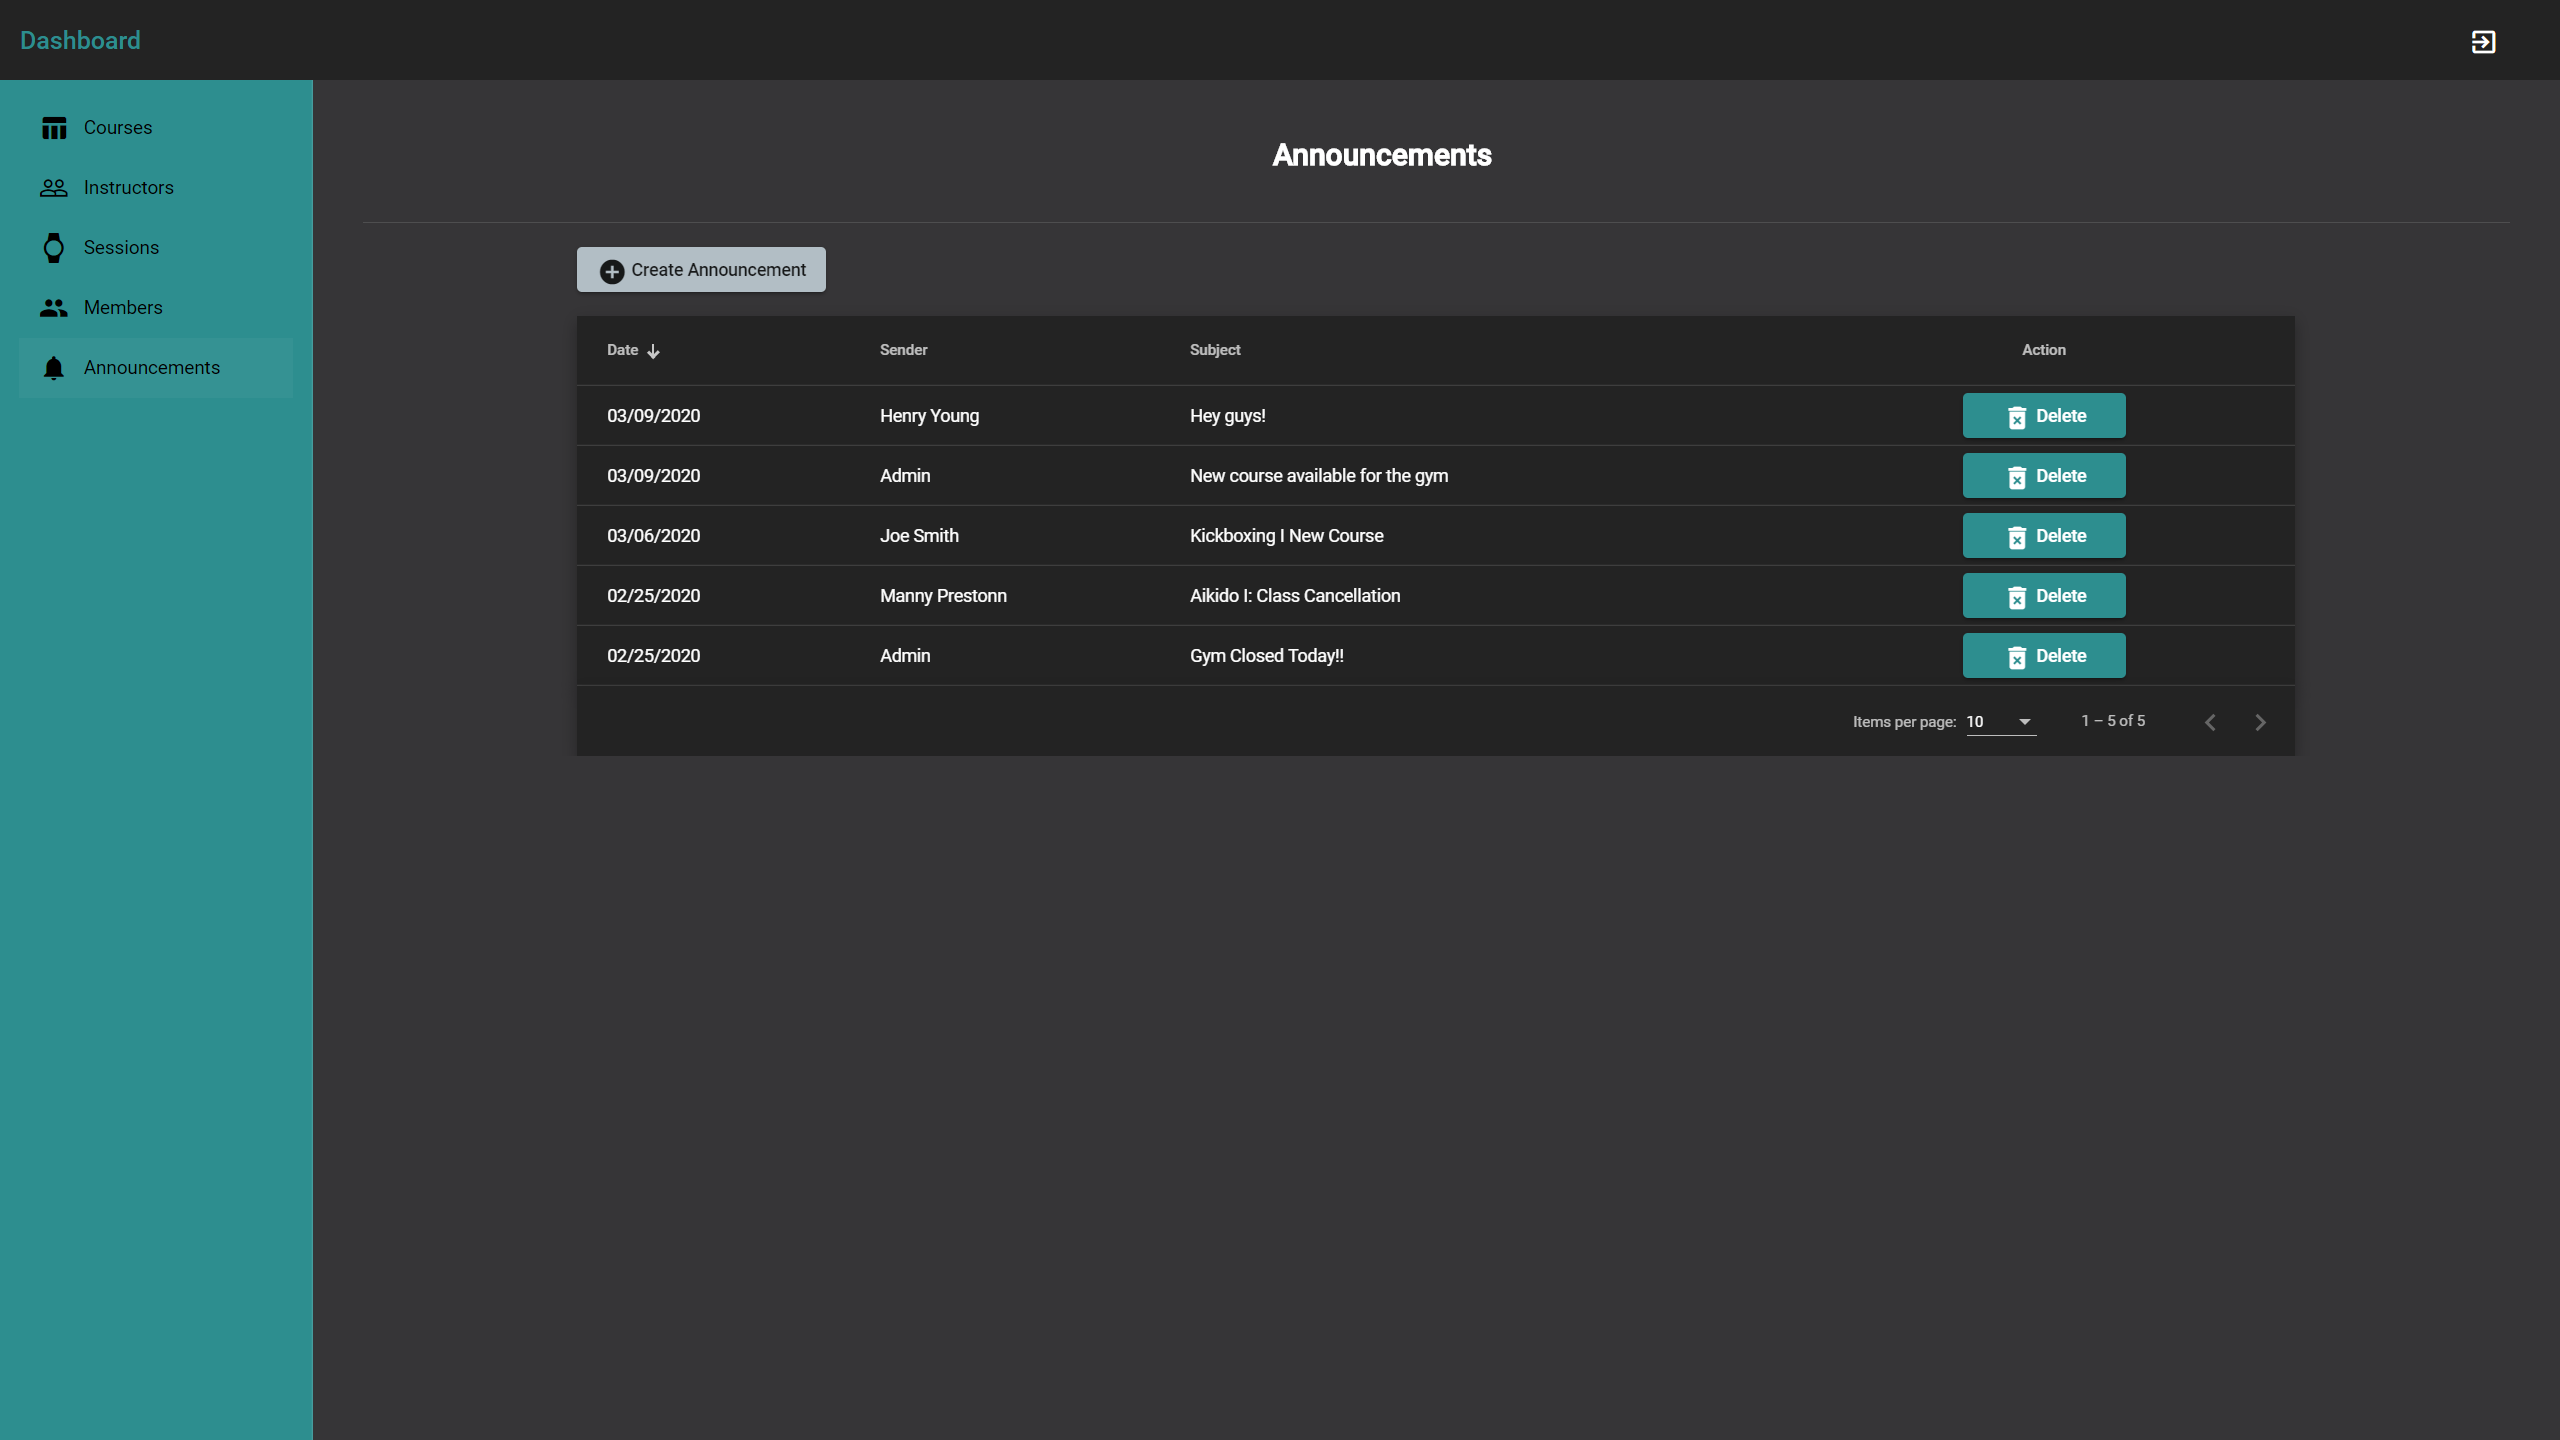 Dashboard
Courses
Instructors
Sessions
Members
Announcements
Announcements
Create Announcement
Date Sender Subject Action
03/09/2020 Henry Young Hey guys! Delete
03/09/2020 Admin New course available for the gym Delete
03/06/2020 Joe Smith Kickboxing I New Course Delete
02/25/2020 Manny Prestonn Aikido I: Class Cancellation Delete
02/25/2020 Admin Gym Closed Today!! Delete
Items per page: 10 1 – 5 of 5